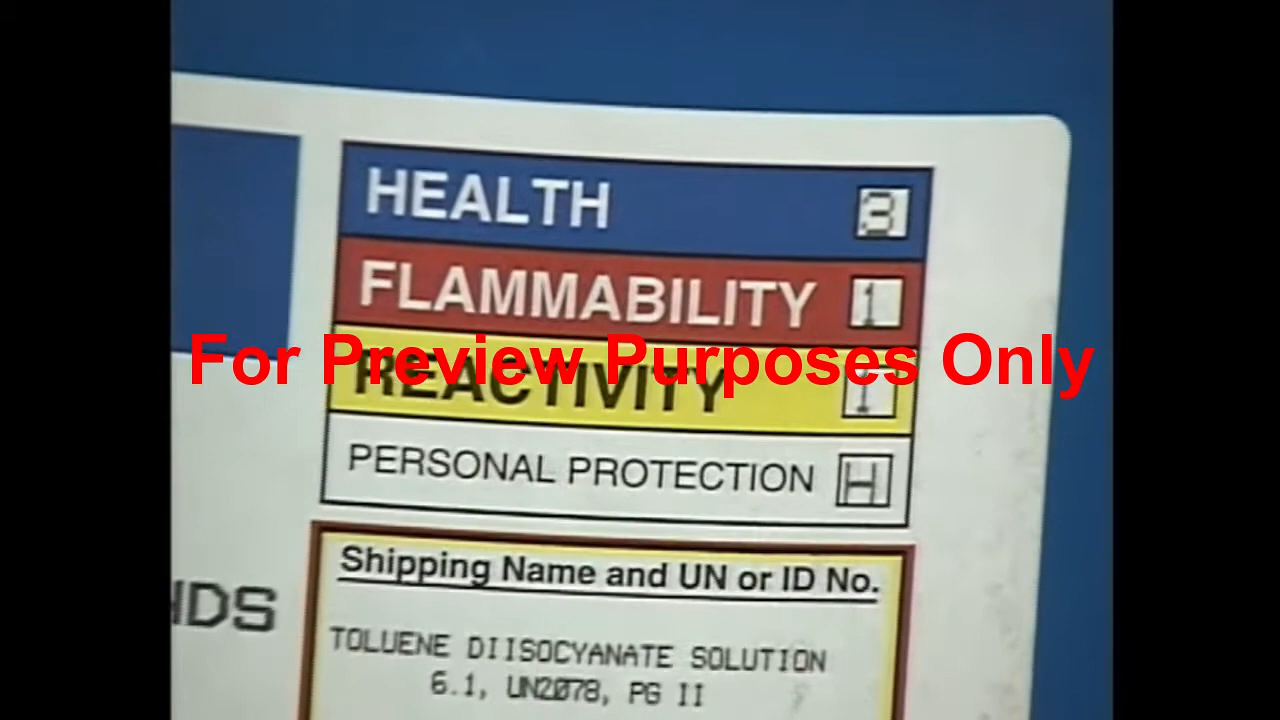 HEALTH 3
FLAMMABILITY 1
For Preview Purposes Only
REACTIVITY 1
PERSONAL PROTECTION H
Shipping Name and UN or ID No.
NDS
TOLUENE DIISOCYANATE SOLUTION
6.1, UN2078, PG II